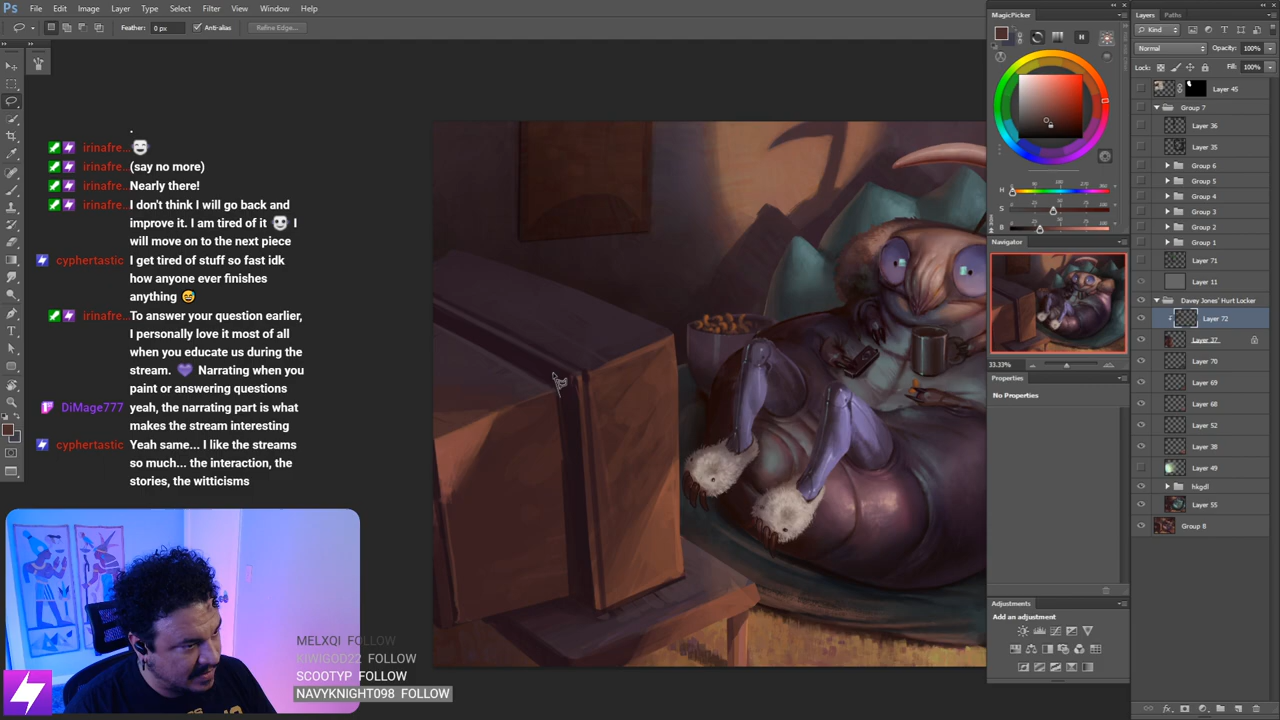 Ps File Edit Image Layer Type Select Filter View Window Help
Feather: 0 px Anti-alias Refine Edge...
.
irinafre...
irinafre... (say no more)
irinafre... Nearly there!
irinafre... I don't think I will go back and
improve it. I am tired of it I
will move on to the next piece
cyphertastic I get tired of stuff so fast idk
how anyone ever finishes
anything
irinafre... To answer your question earlier,
I personally love it most of all
when you educate us during the
stream. Narrating when you
paint or answering questions
DiMage777 yeah, the narrating part is what
makes the stream interesting
cyphertastic Yeah same... I like the streams
so much... the interaction, the
stories, the witticisms
MELXQI FOLLOW
KIWIGOD22 FOLLOW
SCOOTYP FOLLOW
NAVYKNIGHT098 FOLLOW
MagicPicker
H
H
S
B
Navigator
33.33%
Properties
No Properties
Adjustments
Add an adjustment
Layers Paths
Kind
Normal Opacity: 100%
Lock: Fill: 100%
Layer 45
Group 7
Layer 36
Layer 35
Group 6
Group 5
Group 4
Group 3
Group 2
Group 1
Layer 71
Layer 11
Davey Jones' Hurt Locker
Layer 72
Layer 37
Layer 70
Layer 69
Layer 68
Layer 52
Layer 38
Layer 49
hkgdl
Layer 55
Group 8
fx